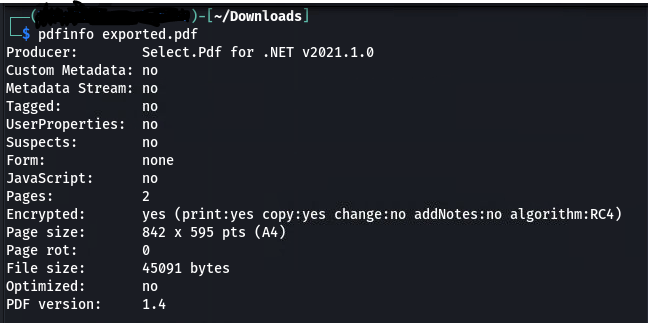 ┌──( )-[~/Downloads]
└─$ pdfinfo exported.pdf
Producer: Select.Pdf for .NET v2021.1.0
Custom Metadata: no
Metadata Stream: no
Tagged: no
UserProperties: no
Suspects: no
Form: none
JavaScript: no
Pages: 2
Encrypted: yes (print:yes copy:yes change:no addNotes:no algorithm:RC4)
Page size: 842 x 595 pts (A4)
Page rot: 0
File size: 45091 bytes
Optimized: no
PDF version: 1.4